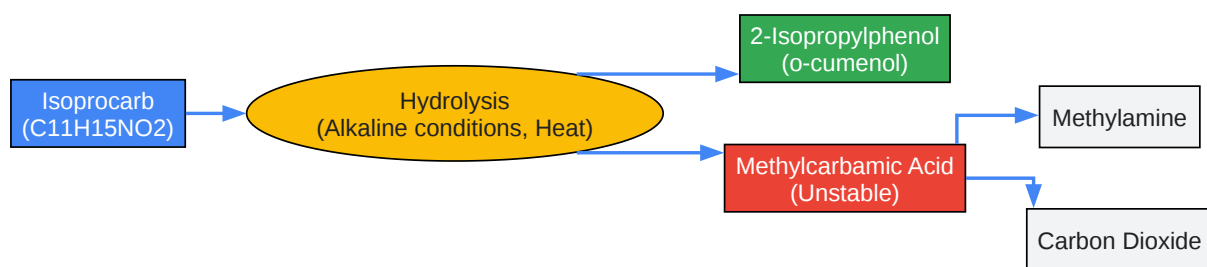 Isoprocarb
(C11H15NO2)
Hydrolysis
(Alkaline conditions, Heat)
2-Isopropylphenol
(o-cumenol)
Methylcarbamic Acid
(Unstable)
Methylamine
Carbon Dioxide